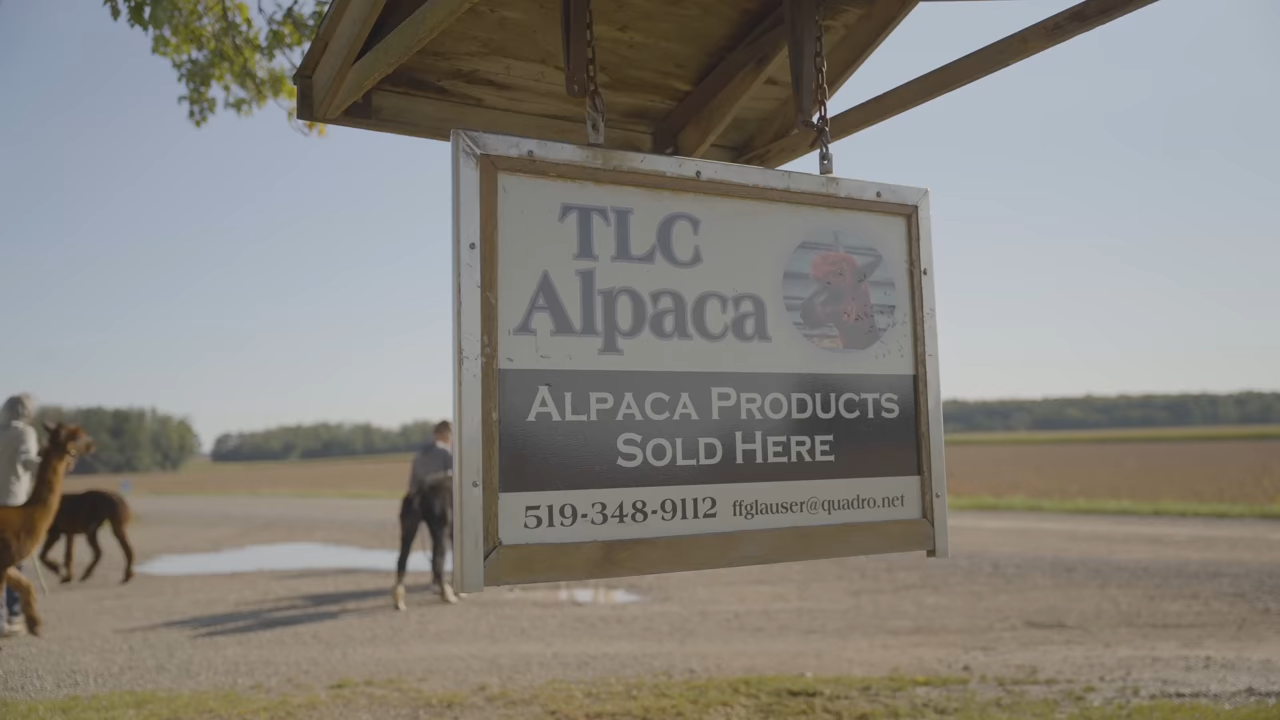 TLC
Alpaca
ALPACA PRODUCTS
SOLD HERE
519-348-9112 ffglauser@quadro.net